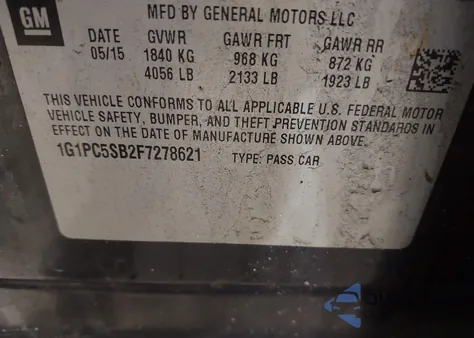 GM
MFD BY GENERAL MOTORS LLC
DATE GVWR GAWR FRT GAWR RR
05/15 1840 KG 968 KG 872 KG
4056 LB 2133 LB 1923 LB
THIS VEHICLE CONFORMS TO ALL APPLICABLE U.S. FEDERAL MOTOR
VEHICLE SAFETY, BUMPER, AND THEFT PREVENTION STANDARDS IN
EFFECT ON THE DATE OF MANUFACTURE SHOWN ABOVE.
1G1PC5SB2F7278621 TYPE: PASS CAR